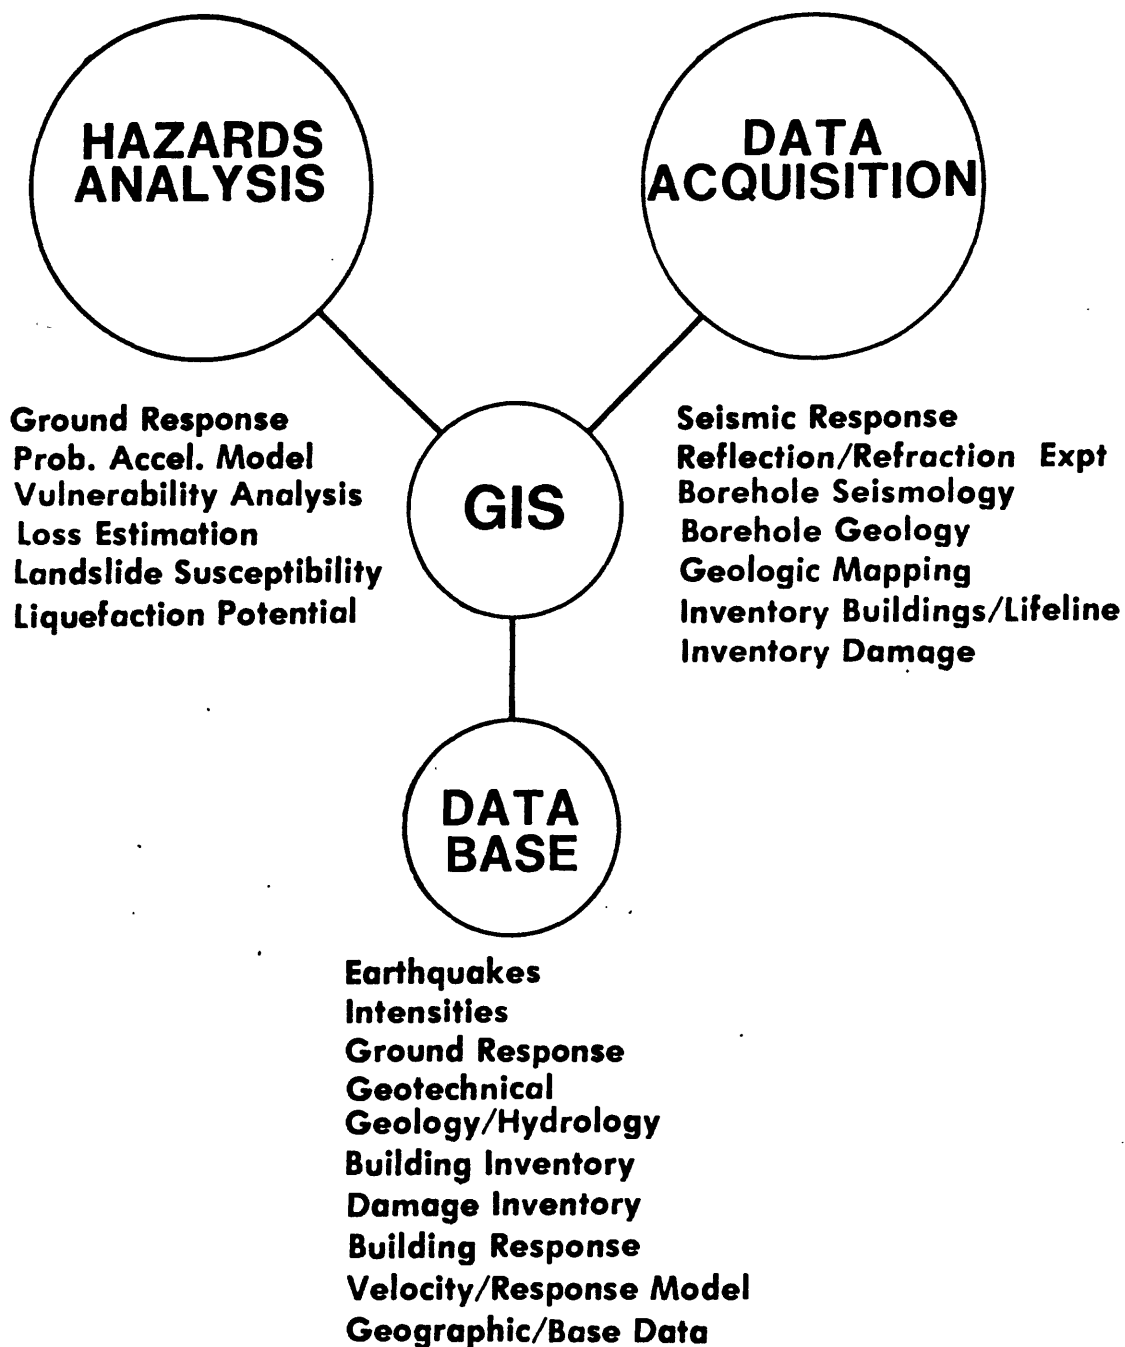 HAZARDS
ANALYSIS
DATA
ACQUISITION
GIS
Ground Response
Prob. Accel. Model
Vulnerability Analysis
Loss Estimation
Landslide Susceptibility
Liquefaction Potential
Seismic Response
Reflection/Refraction Expt
Borehole Seismology
Borehole Geology
Geologic Mapping
Inventory Buildings/Lifeline
Inventory Damage
DATA
BASE
Earthquakes
Intensities
Ground Response
Geotechnical
Geology/Hydrology
Building Inventory
Damage Inventory
Building Response
Velocity/Response Model
Geographic/Base Data